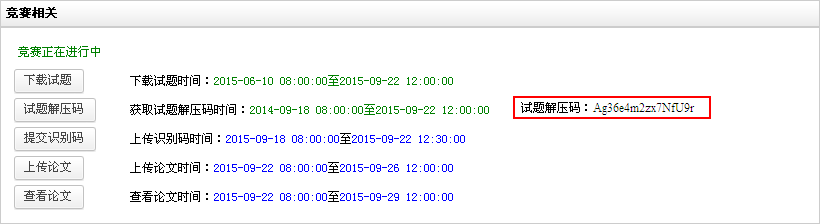 竞赛相关
竞赛正在进行中
下载试题 下载试题时间：2015-06-10 08:00:00至2015-09-22 12:00:00
试题解压码 获取试题解压码时间：2014-09-18 08:00:00至2015-09-22 12:00:00 试题解压码：Ag36e4m2zx7NfU9r
提交识别码 上传识别码时间：2015-09-18 08:00:00至2015-09-22 12:30:00
上传论文 上传论文时间：2015-09-22 08:00:00至2015-09-26 12:00:00
查看论文 查看论文时间：2015-09-22 08:00:00至2015-09-29 12:00:00